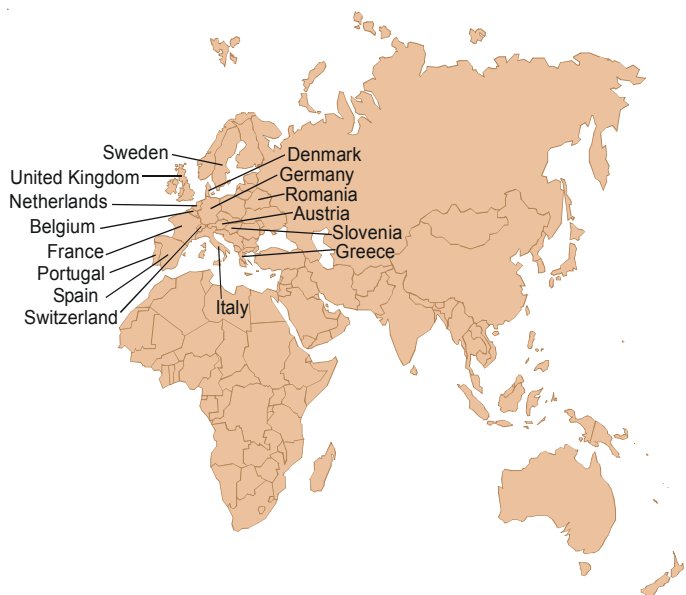 Sweden
United Kingdom
Netherlands
Belgium
France
Portugal
Spain
Switzerland
Denmark
Germany
Romania
Austria
Slovenia
Greece
Italy